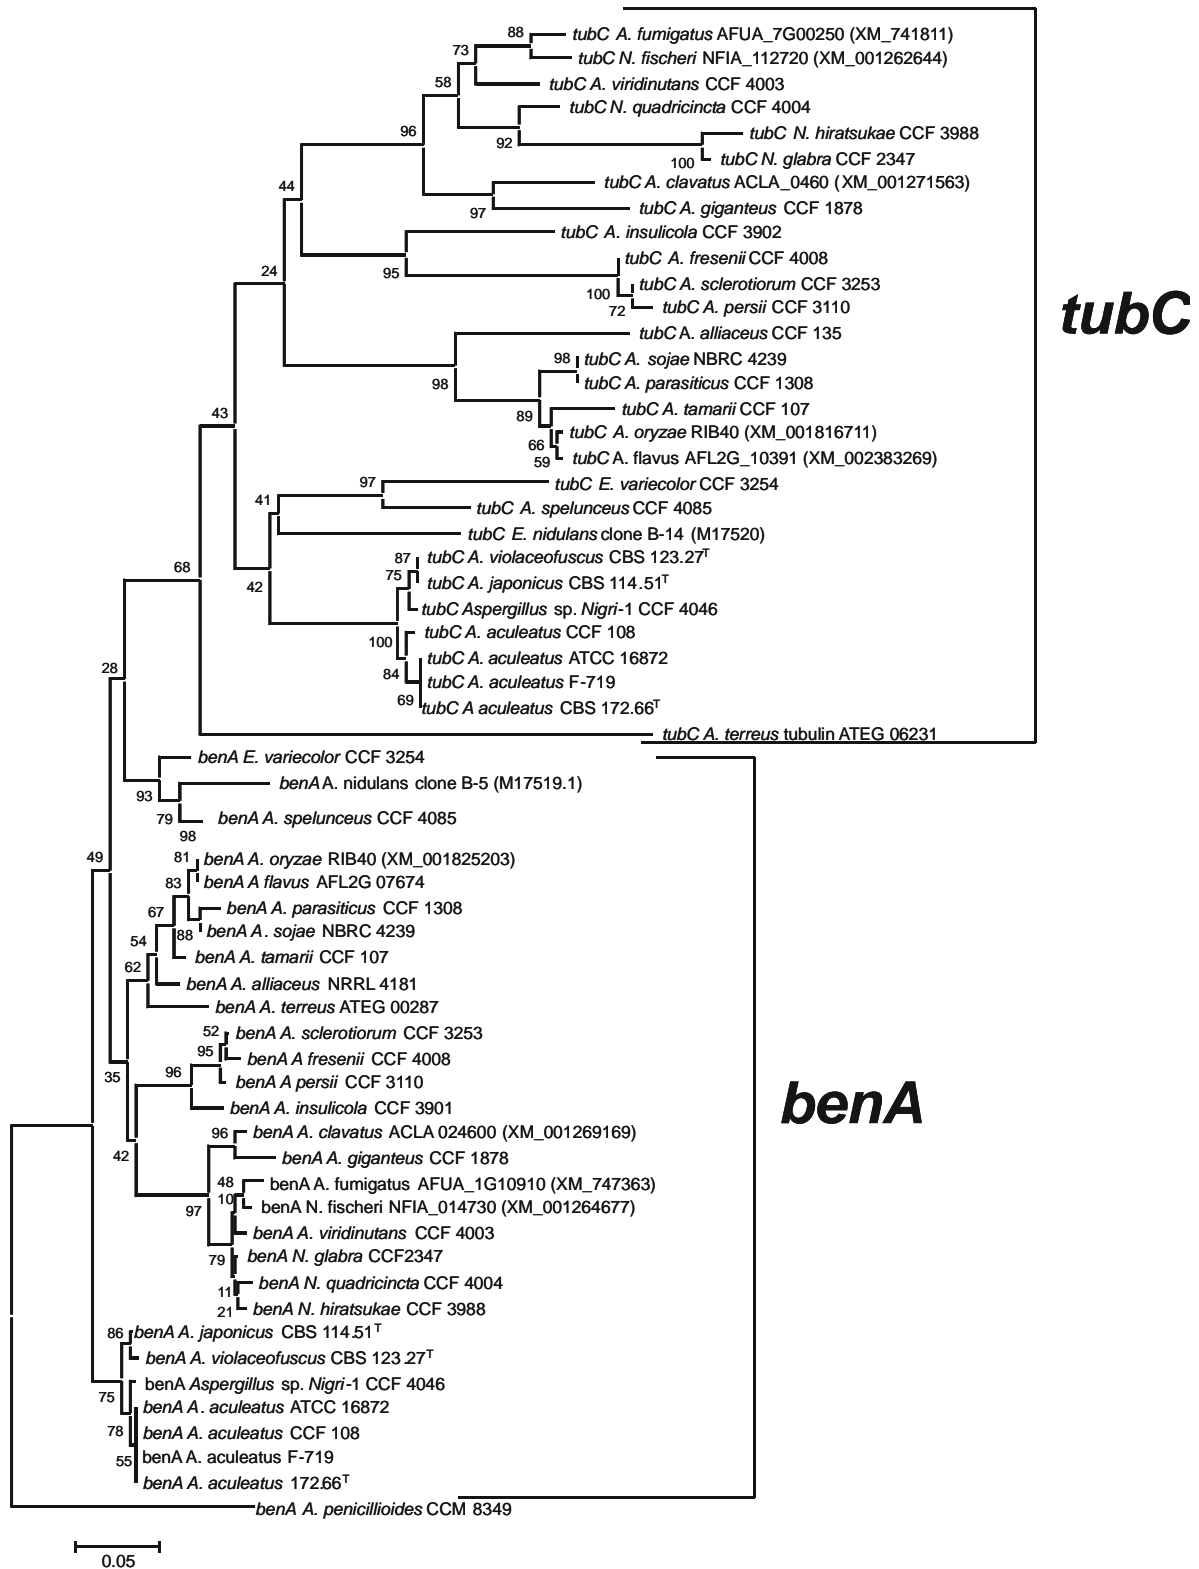 88
tubC A. fumigatus AFUA_7G00250 (XM_741811)
73
tubC N. fischeri NFIA_112720 (XM_001262644)
58
tubC A. viridinutans CCF 4003
tubC N. quadricincta CCF 4004
96
92
tubC N. hiratsukae CCF 3988
100
tubC N. glabra CCF 2347
44
tubC A. clavatus ACLA_0460 (XM_001271563)
97
tubC A. giganteus CCF 1878
tubC A. insulicola CCF 3902
24
95
tubC A. fresenii CCF 4008
100
tubC A. sclerotiorum CCF 3253
72
tubC A. persii CCF 3110
tubC
tubC A. alliaceus CCF 135
98
98
tubC A. sojae NBRC 4239
tubC A. parasiticus CCF 1308
43
89
tubC A. tamarii CCF 107
66
tubC A. oryzae RIB40 (XM_001816711)
59
tubC A. flavus AFL2G_10391 (XM_002383269)
97
tubC E. variecolor CCF 3254
41
tubC A. spelunceus CCF 4085
tubC E. nidulans clone B-14 (M17520)
87
tubC A. violaceofuscus CBS 123.27T
68
42
75
tubC A. japonicus CBS 114.51T
tubC Aspergillus sp. Nigri-1 CCF 4046
100
tubC A. aculeatus CCF 108
28
84
tubC A. aculeatus ATCC 16872
tubC A. aculeatus F-719
69
tubC A aculeatus CBS 172.66T
tubC A. terreus tubulin ATEG 06231
benA E. variecolor CCF 3254
93
benA A. nidulans clone B-5 (M17519.1)
79
benA A. spelunceus CCF 4085
98
49
81
benA A. oryzae RIB40 (XM_001825203)
83
benA A flavus AFL2G 07674
67
benA A. parasiticus CCF 1308
54
88
benA A. sojae NBRC 4239
62
benA A. tamarii CCF 107
benA A. alliaceus NRRL 4181
benA A. terreus ATEG 00287
52
benA A. sclerotiorum CCF 3253
35
96
95
benA A fresenii CCF 4008
benA A persii CCF 3110
benA A. insulicola CCF 3901
benA
42
96
benA A. clavatus ACLA 024600 (XM_001269169)
benA A. giganteus CCF 1878
48
benA A. fumigatus AFUA_1G10910 (XM_747363)
97
10
benA N. fischeri NFIA_014730 (XM_001264677)
benA A. viridinutans CCF 4003
79
benA N. glabra CCF2347
11
benA N. quadricincta CCF 4004
21
benA N. hiratsukae CCF 3988
86
benA A. japonicus CBS 114.51T
benA A. violaceofuscus CBS 123.27T
75
benA Aspergillus sp. Nigri-1 CCF 4046
benA A. aculeatus ATCC 16872
78
benA A. aculeatus CCF 108
55
benA A. aculeatus F-719
benA A. aculeatus 172.66T
benA A. penicillioides CCM 8349
0.05